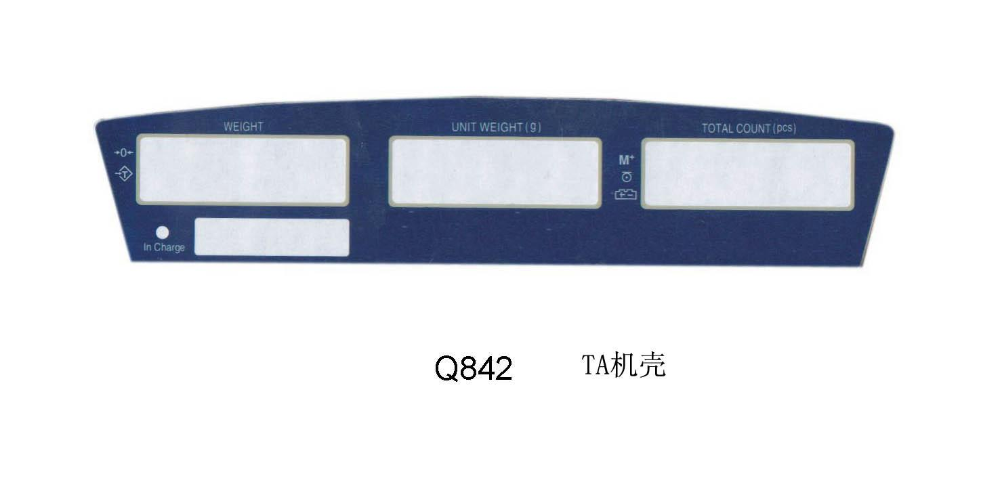 WEIGHT
UNIT WEIGHT(g)
TOTAL COUNT(pcs)
→0←
T
M+
In Charge
Q842 TA机壳